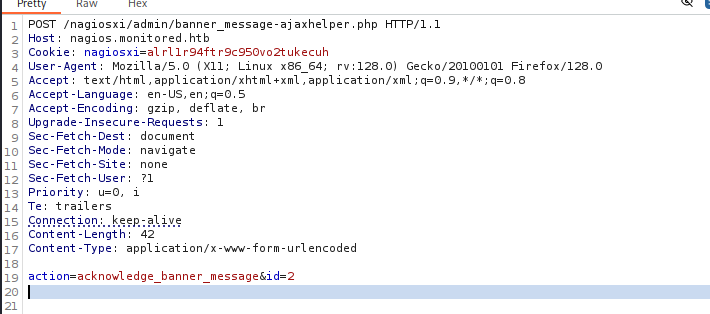 Pretty Raw Hex
1 POST /nagiosxi/admin/banner_message-ajaxhelper.php HTTP/1.1
2 Host: nagios.monitored.htb
3 Cookie: nagiosxi=alrl1r94ftr9c950vo2tukecuh
4 User-Agent: Mozilla/5.0 (X11; Linux x86_64; rv:128.0) Gecko/20100101 Firefox/128.0
5 Accept: text/html,application/xhtml+xml,application/xml;q=0.9,*/*;q=0.8
6 Accept-Language: en-US,en;q=0.5
7 Accept-Encoding: gzip, deflate, br
8 Upgrade-Insecure-Requests: 1
9 Sec-Fetch-Dest: document
10 Sec-Fetch-Mode: navigate
11 Sec-Fetch-Site: none
12 Sec-Fetch-User: ?1
13 Priority: u=0, i
14 Te: trailers
15 Connection: keep-alive
16 Content-Length: 42
17 Content-Type: application/x-www-form-urlencoded
18
19 action=acknowledge_banner_message&id=2
20
21